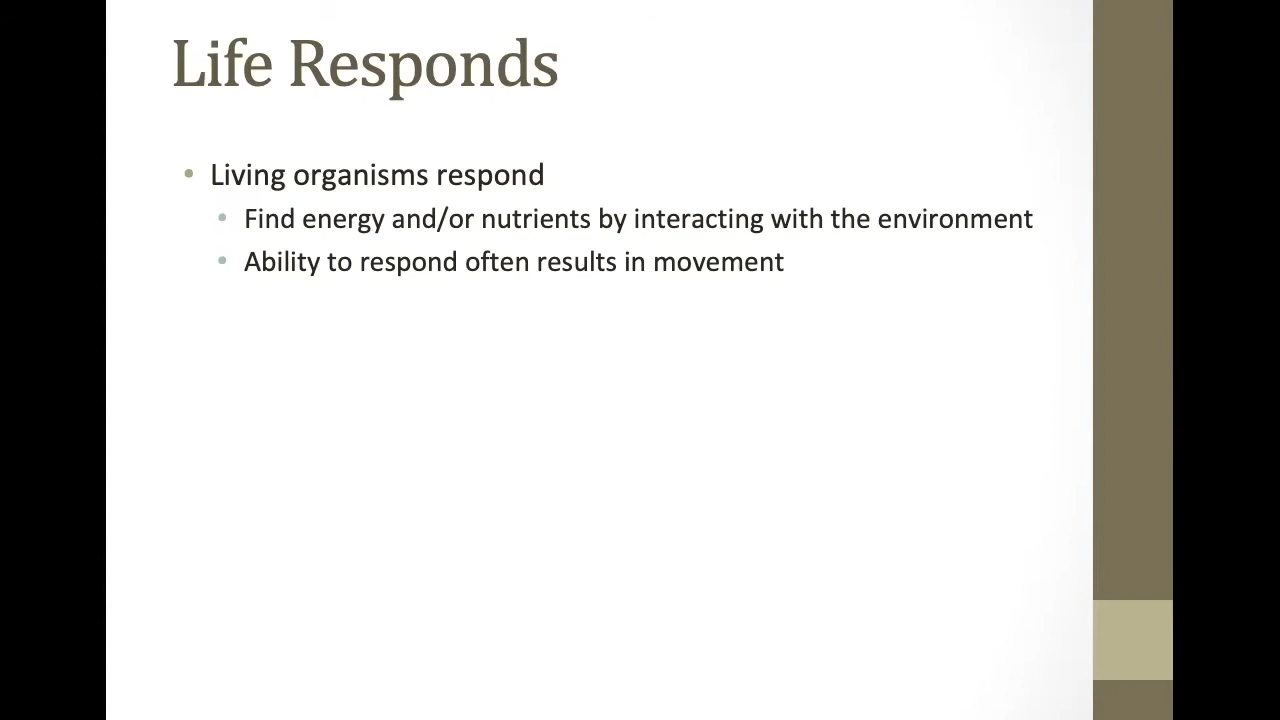 Life Responds
• Living organisms respond
• Find energy and/or nutrients by interacting with the environment
• Ability to respond often results in movement